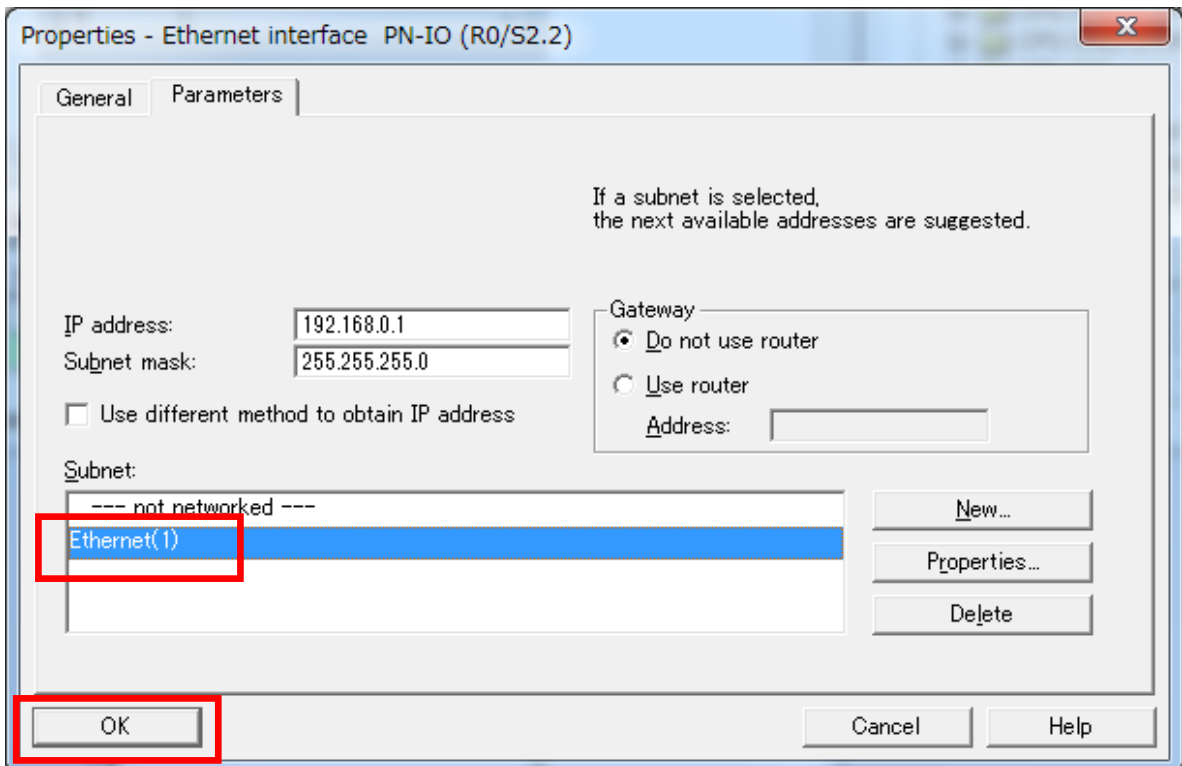 Properties - Ethernet interface PN-IO (R0/S2.2)
General
Parameters
If a subnet is selected,
the next available addresses are suggested.
IP address:
192.168.0.1
Subnet mask:
255.255.255.0
Use different method to obtain IP address
Gateway
Do not use router
Use router
Address:
Subnet:
--- not networked ---
Ethernet(1)
New...
Properties...
Delete
OK
Cancel
Help